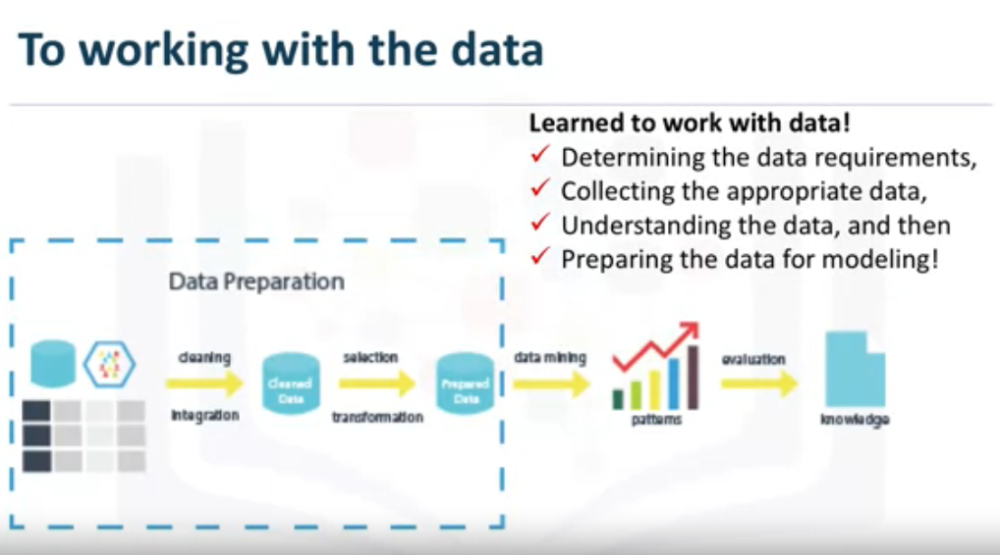 To working with the data
Learned to work with data!
Determining the data requirements,
Collecting the appropriate data,
Understanding the data, and then
Preparing the data for modeling!
Data Preparation
cleaning
integration
Cleaned
Data
selection
transformation
Prepared
Data
data mining
patterns
evaluation
knowledge